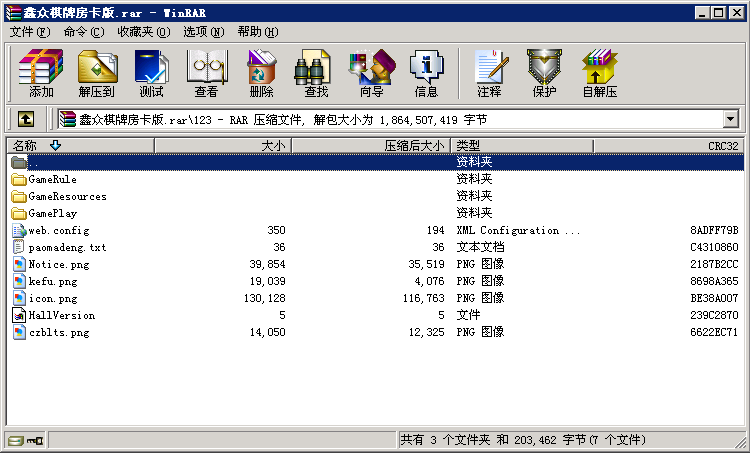 鑫众棋牌房卡版.rar - WinRAR
文件(F) 命令(C) 收藏夹(O) 选项(N) 帮助(H)
添加 解压到 测试 查看 删除 查找 向导 信息 注释 保护 自解压
鑫众棋牌房卡版.rar\123 - RAR 压缩文件, 解包大小为 1,864,507,419 字节
名称 大小 压缩后大小 类型 CRC32
.. 资料夹
GameRule 资料夹
GameResources 资料夹
GamePlay 资料夹
web.config 350 194 XML Configuration ... 8ADFF79B
paomadeng.txt 36 36 文本文档 C4310860
Notice.png 39,854 35,519 PNG 图像 2187B2CC
kefu.png 19,039 4,076 PNG 图像 8698A365
icon.png 130,128 116,763 PNG 图像 BE38A007
HallVersion 5 5 文件 239C2870
czblts.png 14,050 12,325 PNG 图像 6622EC71
共有 3 个文件夹 和 203,462 字节(7 个文件)